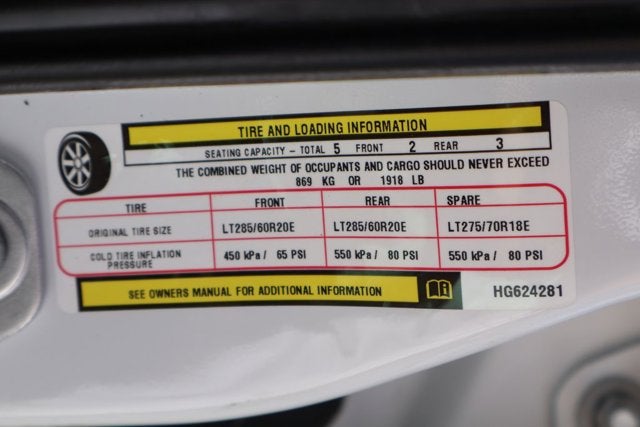 TIRE AND LOADING INFORMATION
SEATING CAPACITY - TOTAL 5 FRONT 2 REAR 3
THE COMBINED WEIGHT OF OCCUPANTS AND CARGO SHOULD NEVER EXCEED
869 KG OR 1918 LB
TIRE FRONT REAR SPARE
ORIGINAL TIRE SIZE LT285/60R20E LT285/60R20E LT275/70R18E
COLD TIRE INFLATION PRESSURE 450 kPa / 65 PSI 550 kPa / 80 PSI 550 kPa / 80 PSI
SEE OWNERS MANUAL FOR ADDITIONAL INFORMATION HG624281